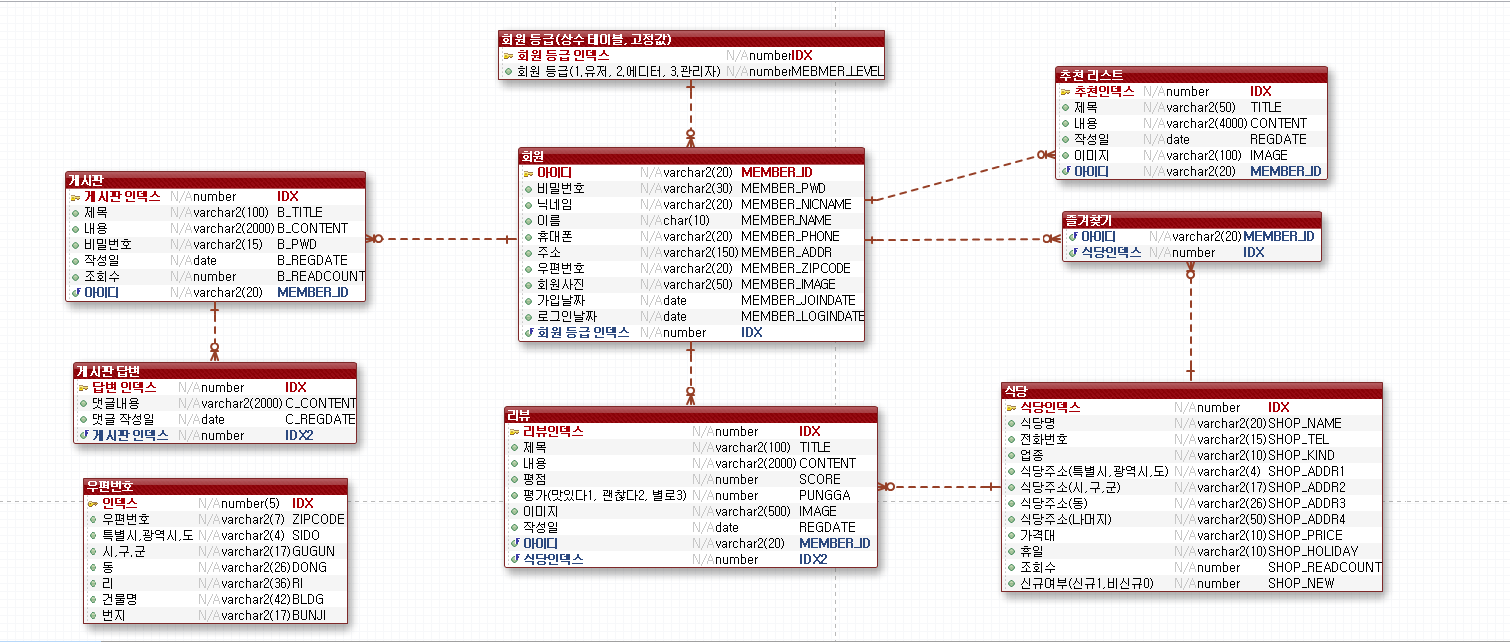 회원 등급(상수 테이블, 고정값)
회원 등급 인덱스 N/A number IDX
회원 등급(1,유저, 2,에디터, 3,관리자) N/A number MEBMER_LEVEL
추천 리스트
추천인덱스 N/A number IDX
제목 N/A varchar2(50) TITLE
내용 N/A varchar2(4000) CONTENT
작성일 N/A date REGDATE
이미지 N/A varchar2(100) IMAGE
아이디 N/A varchar2(20) MEMBER_ID
회원
아이디 N/A varchar2(20) MEMBER_ID
비밀번호 N/A varchar2(30) MEMBER_PWD
닉네임 N/A varchar2(20) MEMBER_NICNAME
이름 N/A char(10) MEMBER_NAME
휴대폰 N/A varchar2(20) MEMBER_PHONE
주소 N/A varchar2(150) MEMBER_ADDR
우편번호 N/A varchar2(20) MEMBER_ZIPCODE
회원사진 N/A varchar2(50) MEMBER_IMAGE
가입날짜 N/A date MEMBER_JOINDATE
로그인날짜 N/A date MEMBER_LOGINDATE
회원 등급 인덱스 N/A number IDX
게시판
게시판 인덱스 N/A number IDX
제목 N/A varchar2(100) B_TITLE
내용 N/A varchar2(2000) B_CONTENT
비밀번호 N/A varchar2(15) B_PWD
작성일 N/A date B_REGDATE
조회수 N/A number B_READCOUNT
아이디 N/A varchar2(20) MEMBER_ID
즐겨찾기
아이디 N/A varchar2(20) MEMBER_ID
식당인덱스 N/A number IDX
게시판 답변
답변 인덱스 N/A number IDX
댓글내용 N/A varchar2(2000) C_CONTENT
댓글 작성일 N/A date C_REGDATE
게시판 인덱스 N/A number IDX2
리뷰
리뷰인덱스 N/A number IDX
제목 N/A varchar2(100) TITLE
내용 N/A varchar2(2000) CONTENT
평점 N/A number SCORE
평가(맛있다1, 괜찮다2, 별로3) N/A number PUNGGA
이미지 N/A varchar2(500) IMAGE
작성일 N/A date REGDATE
아이디 N/A varchar2(20) MEMBER_ID
식당인덱스 N/A number IDX2
식당
식당인덱스 N/A number IDX
식당명 N/A varchar2(20) SHOP_NAME
전화번호 N/A varchar2(15) SHOP_TEL
업종 N/A varchar2(10) SHOP_KIND
식당주소(특별시,광역시,도) N/A varchar2(4) SHOP_ADDR1
식당주소(시,구,군) N/A varchar2(17) SHOP_ADDR2
식당주소(동) N/A varchar2(26) SHOP_ADDR3
식당주소(나머지) N/A varchar2(50) SHOP_ADDR4
가격대 N/A varchar2(10) SHOP_PRICE
휴일 N/A varchar2(10) SHOP_HOLIDAY
조회수 N/A number SHOP_READCOUNT
신규여부(신규1,비신규0) N/A number SHOP_NEW
우편번호
인덱스 N/A number(5) IDX
우편번호 N/A varchar2(7) ZIPCODE
특별시,광역시,도 N/A varchar2(4) SIDO
시,구,군 N/A varchar2(17) GUGUN
동 N/A varchar2(26) DONG
리 N/A varchar2(36) RI
건물명 N/A varchar2(42) BLDG
번지 N/A varchar2(17) BUNJI